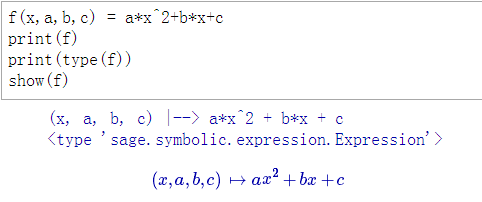 f(x,a,b,c) = a*x^2+b*x+c
print(f)
print(type(f))
show(f)
(x, a, b, c) |--> a*x^2 + b*x + c
<type 'sage.symbolic.expression.Expression'>
(x,a,b,c) ↦ ax² + bx + c